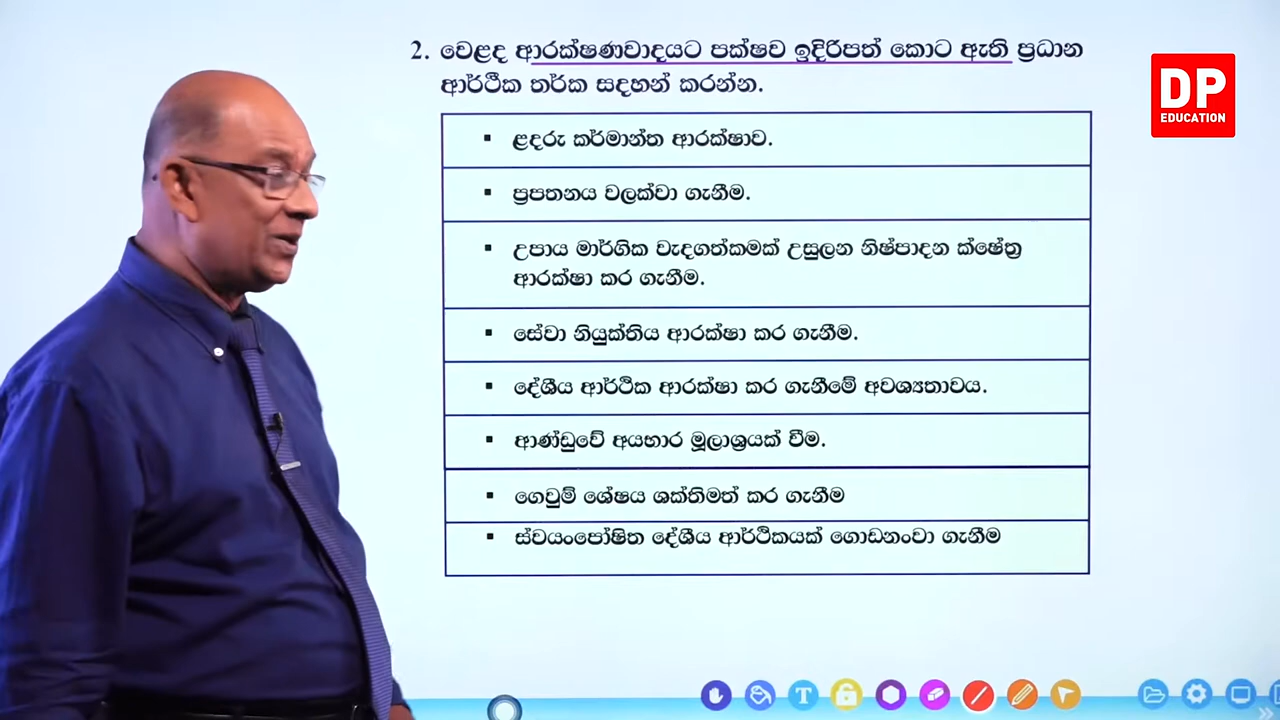 2. වෙළඳ ආරක්ෂණවාදයට පක්ෂව ඉදිරිපත් කොට ඇති ප්‍රධාන
ආර්ථීක තර්ක සඳහන් කරන්න.
DP
EDUCATION
▪ ළදරු කර්මාන්ත ආරක්ෂාව.
▪ ප්‍රපතනය වලක්වා ගැනීම.
▪ උපාය මාර්ගික වැදගත්කමක් උසුලන නිෂ්පාදන ක්ෂේත්‍ර
ආරක්ෂා කර ගැනීම.
▪ සේවා නියුක්තිය ආරක්ෂා කර ගැනීම.
▪ දේශීය ආර්ථික ආරක්ෂා කර ගැනීමේ අවශ්‍යතාවය.
▪ ආණ්ඩුවේ අයභාර මූලාශ්‍රයක් වීම.
▪ ගෙවුම් ශේෂය ශක්තිමත් කර ගැනීම
▪ ස්වයංපෝෂිත දේශීය ආර්ථිකයක් ගොඩනංවා ගැනීම